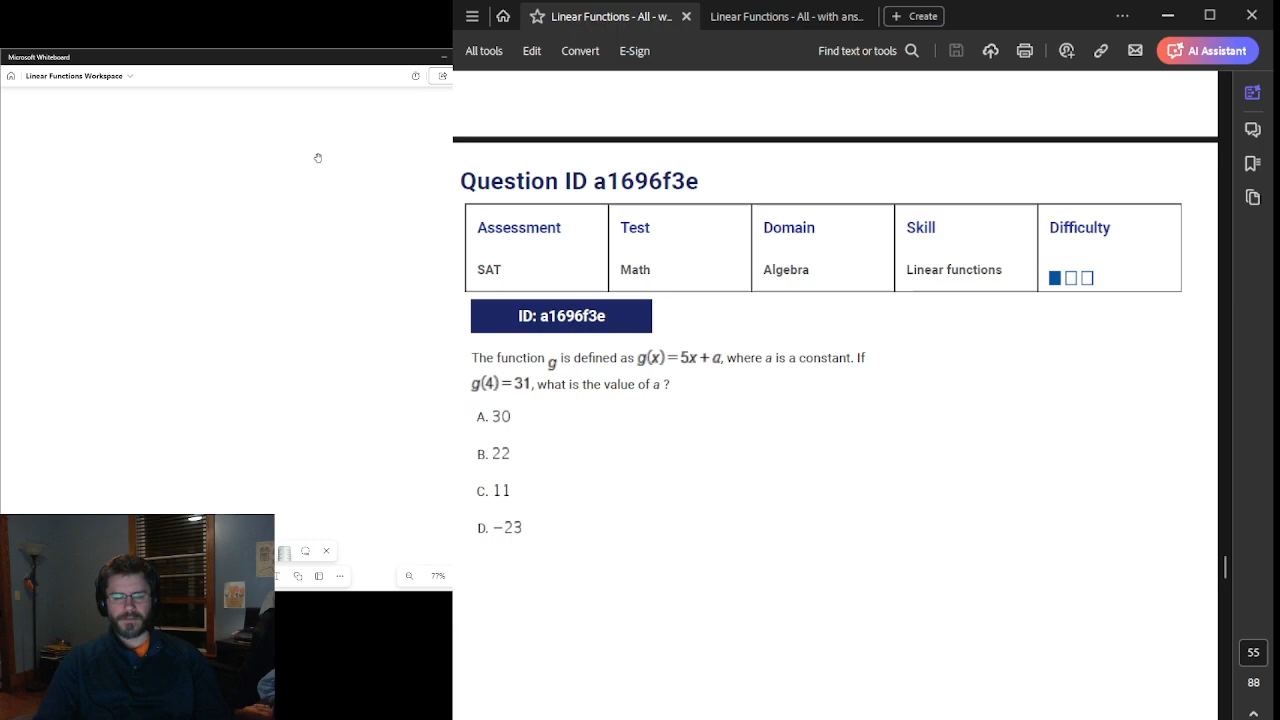 Microsoft Whiteboard
Linear Functions Workspace
77%
Linear Functions - All - w...
Linear Functions - All - with ans...
+ Create
All tools
Edit
Convert
E-Sign
Find text or tools
AI Assistant
Question ID a1696f3e
Assessment
Test
Domain
Skill
Difficulty
SAT
Math
Algebra
Linear functions
ID: a1696f3e
The function g is defined as g(x)=5x+a, where a is a constant. If
g(4)=31, what is the value of a ?
A. 30
B. 22
C. 11
D. −23
55
88